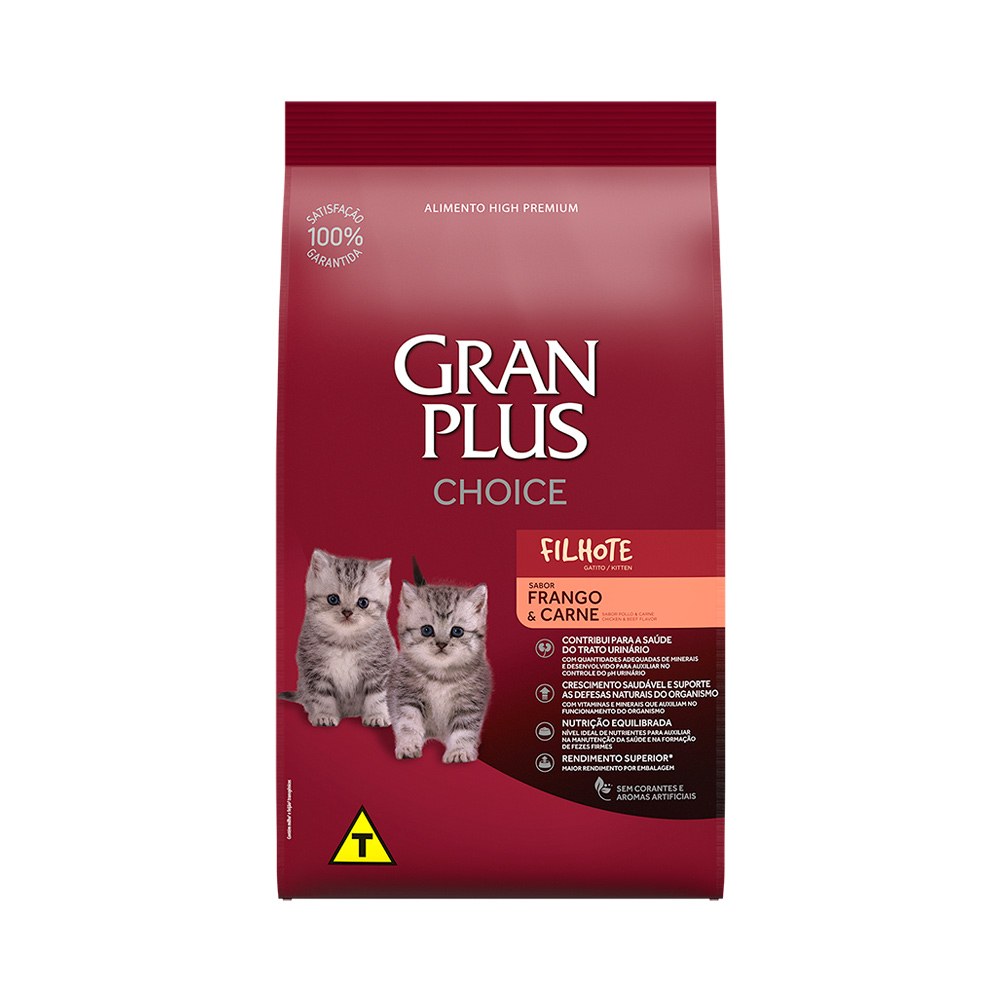 ALIMENTO HIGH PREMIUM
SATISFAÇÃO
100%
GARANTIDA
GRAN
PLUS
CHOICE
FILHOTE
GATITO / KITTEN
SABOR
FRANGO
& CARNE
SABOR POLLO & CARNE
CHICKEN & BEEF FLAVOR
CONTRIBUI PARA A SAÚDE
DO TRATO URINÁRIO
COM QUANTIDADES ADEQUADAS DE MINERAIS
E DESENVOLVIDO PARA AUXILIAR NO
CONTROLE DO pH URINÁRIO
CRESCIMENTO SAUDÁVEL E SUPORTE
AS DEFESAS NATURAIS DO ORGANISMO
COM VITAMINAS E MINERAIS QUE AUXILIAM NO
FUNCIONAMENTO DO ORGANISMO
NUTRIÇÃO EQUILIBRADA
NÍVEL IDEAL DE NUTRIENTES PARA AUXILIAR
NA MANUTENÇÃO DA SAÚDE E NA FORMAÇÃO
DE FEZES FIRMES
RENDIMENTO SUPERIOR*
MAIOR RENDIMENTO POR EMBALAGEM
SEM CORANTES E
AROMAS ARTIFICIAIS
T